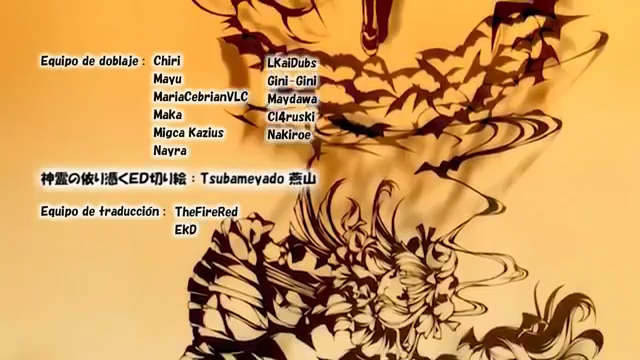 Equipo de doblaje : Chiri
Mayu
MariaCebrianVLC
Maka
Migca Kazius
Nayra
LKaiDubs
Gini-Gini
Maydawa
Cl4ruski
Nakiroe
神霊の依り憑くED切り絵 : Tsubameyado 燕山
Equipo de traducción : TheFireRed
EKD